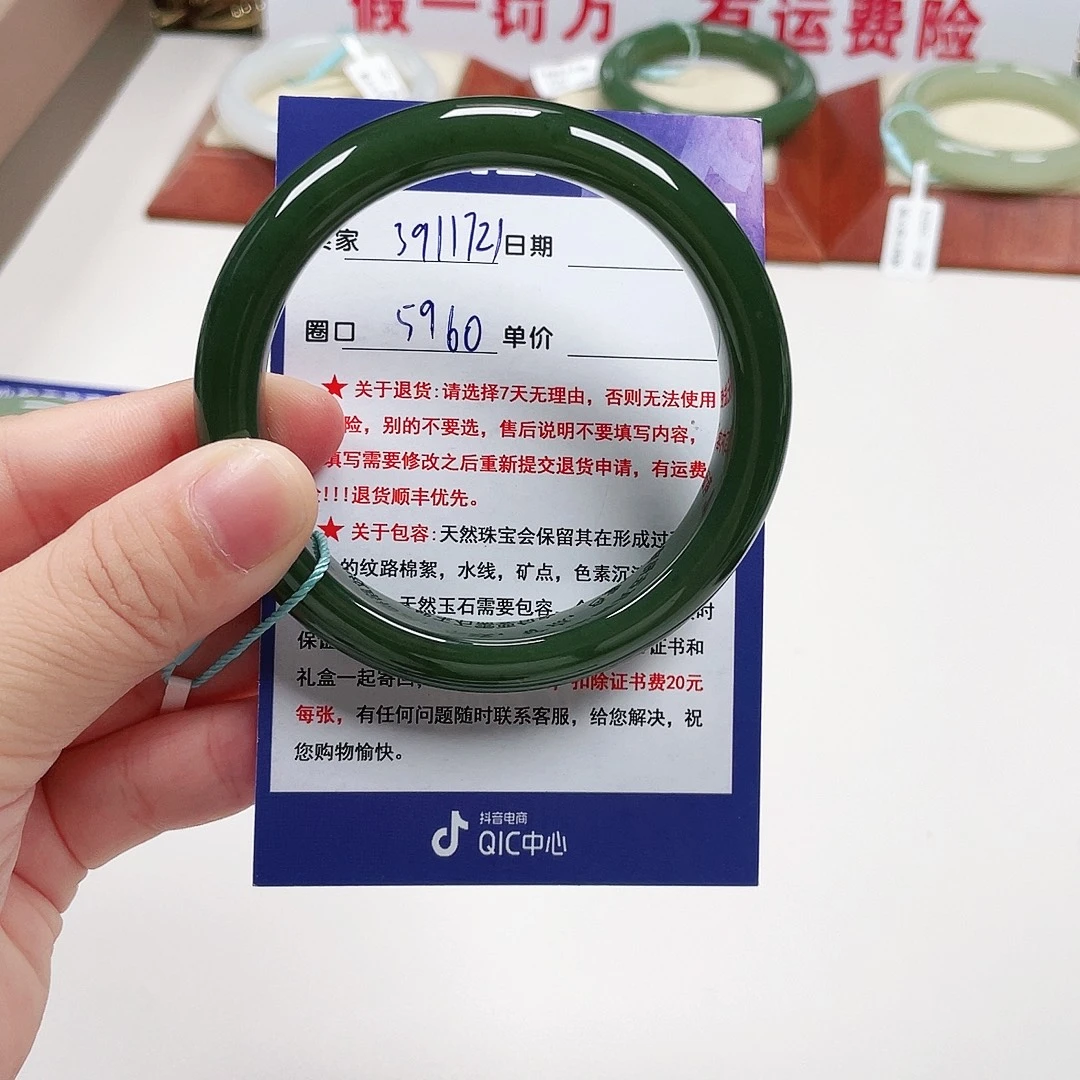 假一罚万 有运费险
家 3911721 日期
圈口 5960 单价
★关于退货:请选择7天无理由，否则无法使用
险，别的不要选，售后说明不要填写内容，
填写需要修改之后重新提交退货申请，有运费
!!!退货顺丰优先。
★关于包容:天然珠宝会保留其在形成过
的纹路棉絮，水线，矿点，色素沉
天然玉石需要包容
保 证书和
礼盒一起寄 扣除证书费20元
每张，有任何问题随时联系客服，给您解决，祝
您购物愉快。
抖音电商
QIC中心